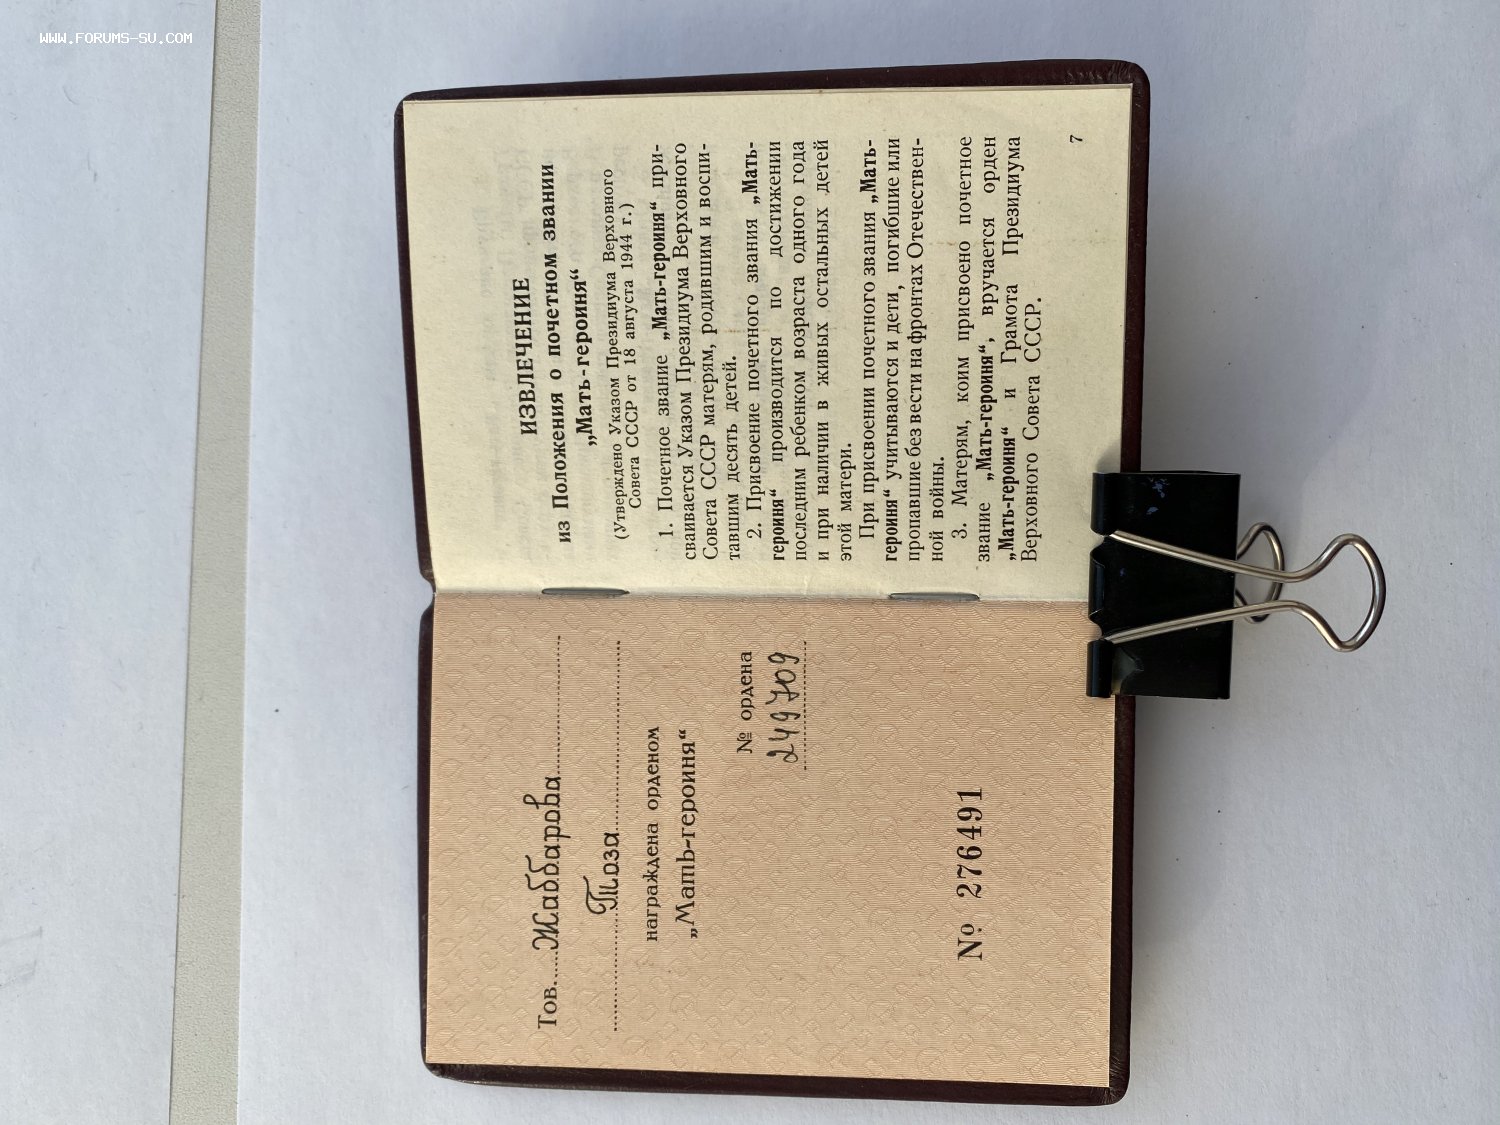 WWW.FORUMS-SU.COM
Тов. Жаббарова
Тоза
награждена орденом
„Мать-героиня“
№ ордена
249709
№ 276491
ИЗВЛЕЧЕНИЕ
из Положения о почетном звании
„Мать-героиня“
(Утверждено Указом Президиума Верховного
Совета СССР от 18 августа 1944 г.)
1. Почетное звание „Мать-героиня“ при-
сваивается Указом Президиума Верховного
Совета СССР матерям, родившим и воспи-
тавшим десять детей.
2. Присвоение почетного звания „Мать-
героиня“ производится по достижении
последним ребенком возраста одного года
и при наличии в живых остальных детей
этой матери.
При присвоении почетного звания „Мать-
героиня“ учитываются и дети, погибшие или
пропавшие без вести на фронтах Отечествен-
ной войны.
3. Матерям, коим присвоено почетное
звание „Мать-героиня“, вручается орден
„Мать-героиня“ и Грамота Президиума
Верховного Совета СССР.
7